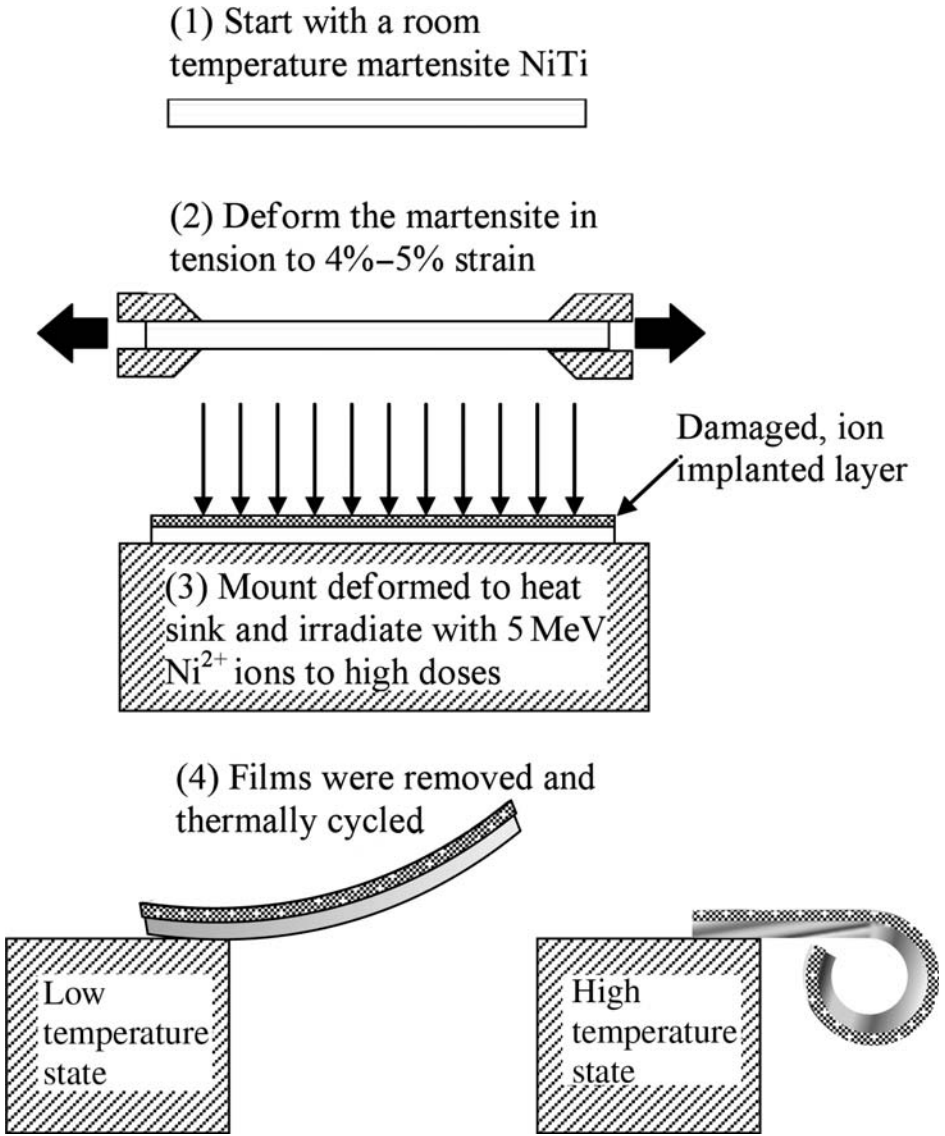 (1) Start with a room
temperature martensite NiTi
(2) Deform the martensite in
tension to 4%–5% strain
Damaged, ion
implanted layer
(3) Mount deformed to heat
sink and irradiate with 5 MeV
Ni²⁺ ions to high doses
(4) Films were removed and
thermally cycled
Low
temperature
state
High
temperature
state